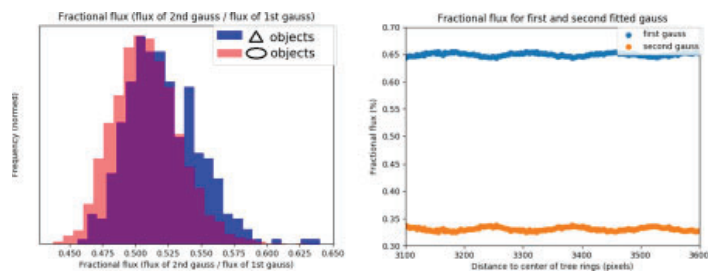 Fractional flux (flux of 2nd gauss / flux of 1st gauss)
objects
objects
Frequency (normed)
0.450 0.475 0.500 0.525 0.550 0.575 0.600 0.625 0.650
Fractional flux (flux of 2nd gauss / flux of 1st gauss)
Fractional flux for first and second fitted gauss
first gauss
second gauss
Fractional flux (%)
0.70
0.65
0.60
0.55
0.50
0.45
0.40
0.35
0.30
3100 3200 3300 3400 3500 3600
Distance to center of tree rings (pixels)